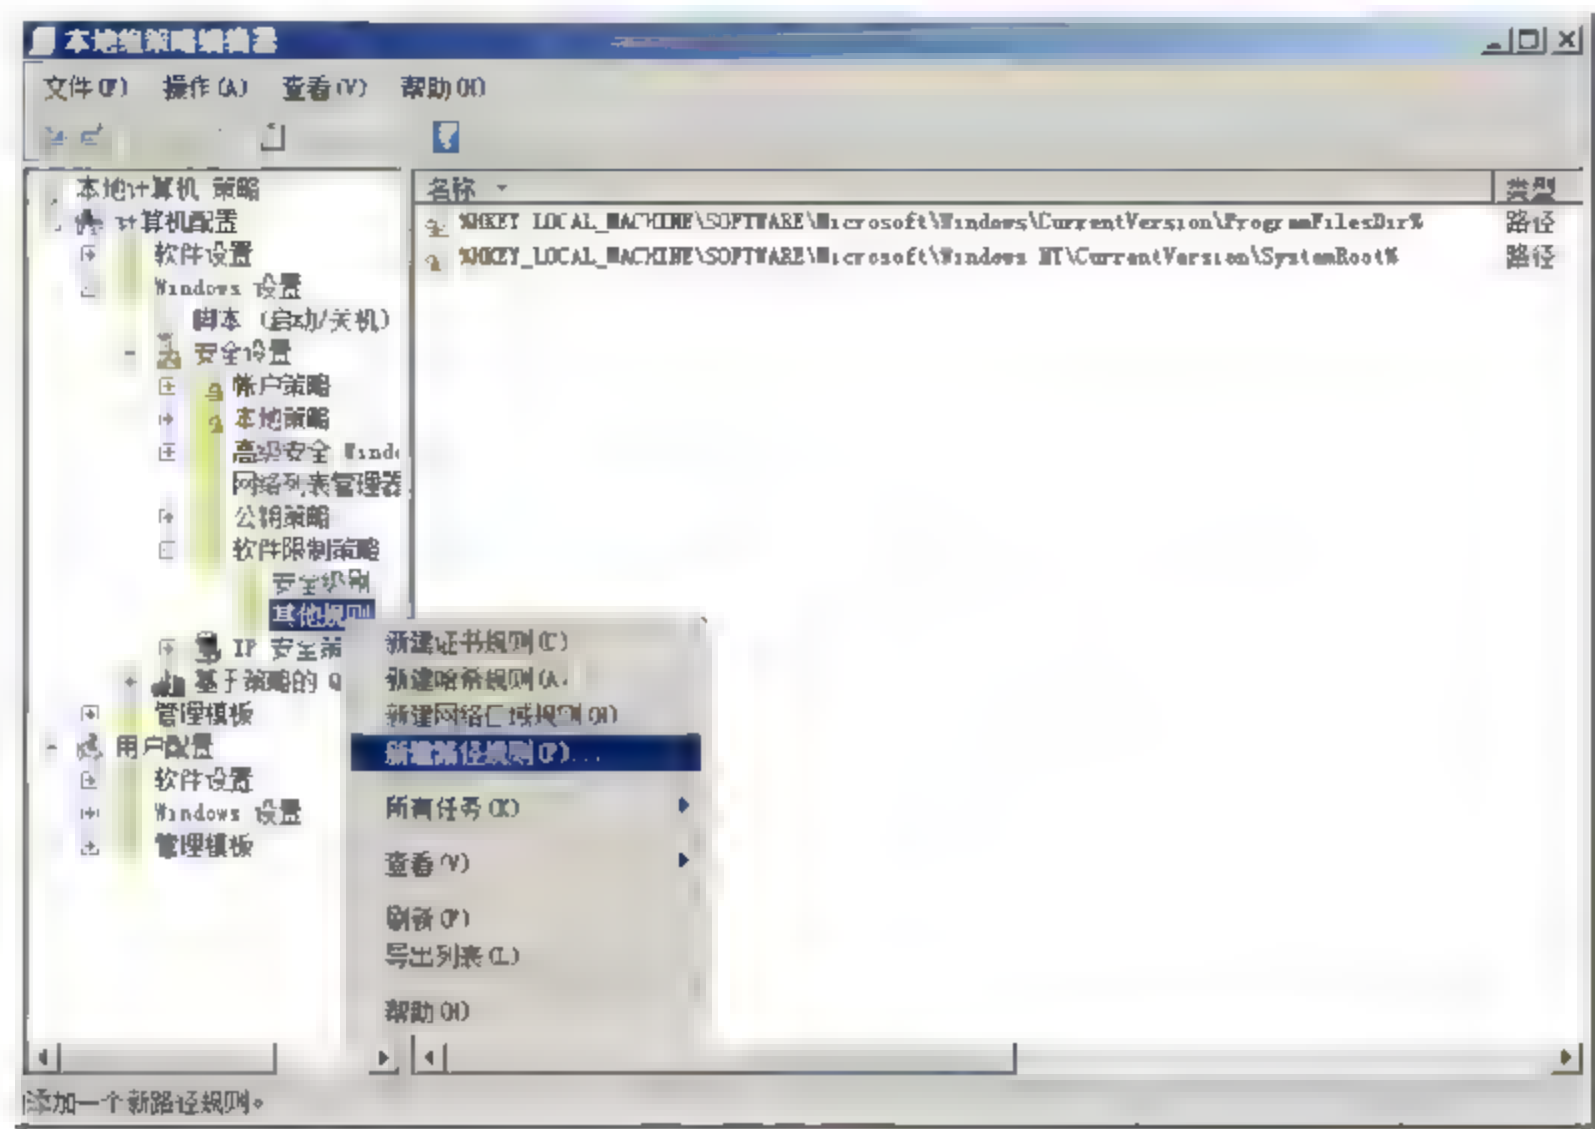 本地组策略编辑器
文件(F) 操作(A) 查看(V) 帮助(H)
本地计算机 策略
计算机配置
软件设置
Windows 设置
脚本 (启动/关机)
安全设置
帐户策略
本地策略
高级安全 Windo
网络列表管理器
公钥策略
软件限制策略
安全级别
其他规则
IP 安全策
基于策略的 Q
管理模板
用户配置
软件设置
Windows 设置
管理模板
名称 类型
%HKEY_LOCAL_MACHINE\SOFTWARE\Microsoft\Windows\CurrentVersion\ProgramFilesDir% 路径
%HKEY_LOCAL_MACHINE\SOFTWARE\Microsoft\Windows NT\CurrentVersion\SystemRoot% 路径
新建证书规则(C)
新建哈希规则(A)
新建网络区域规则(N)
新建路径规则(P)...
所有任务(K)
查看(V)
刷新(F)
导出列表(L)
帮助(H)
添加一个新路径规则。